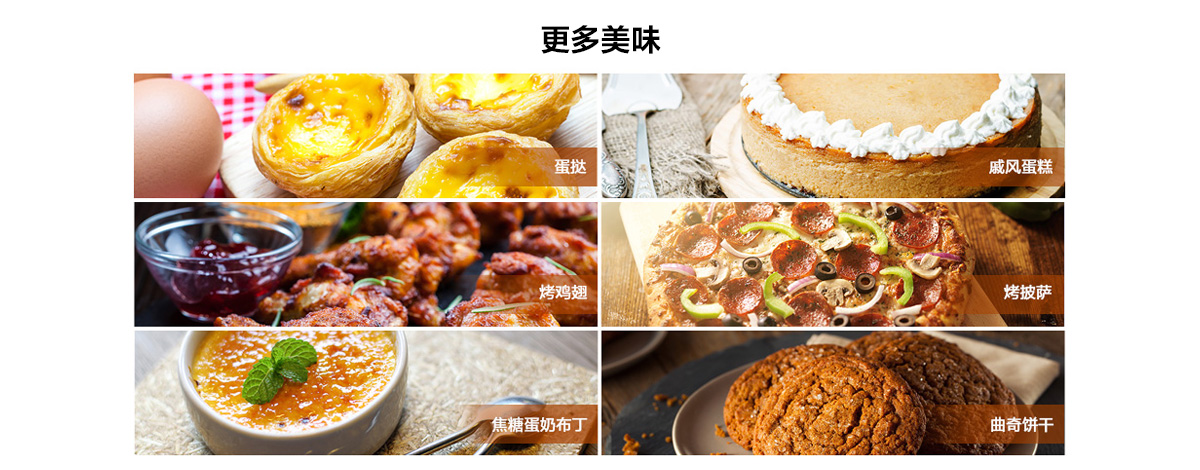 更多美味
蛋挞
戚风蛋糕
烤鸡翅
烤披萨
焦糖蛋奶布丁
曲奇饼干